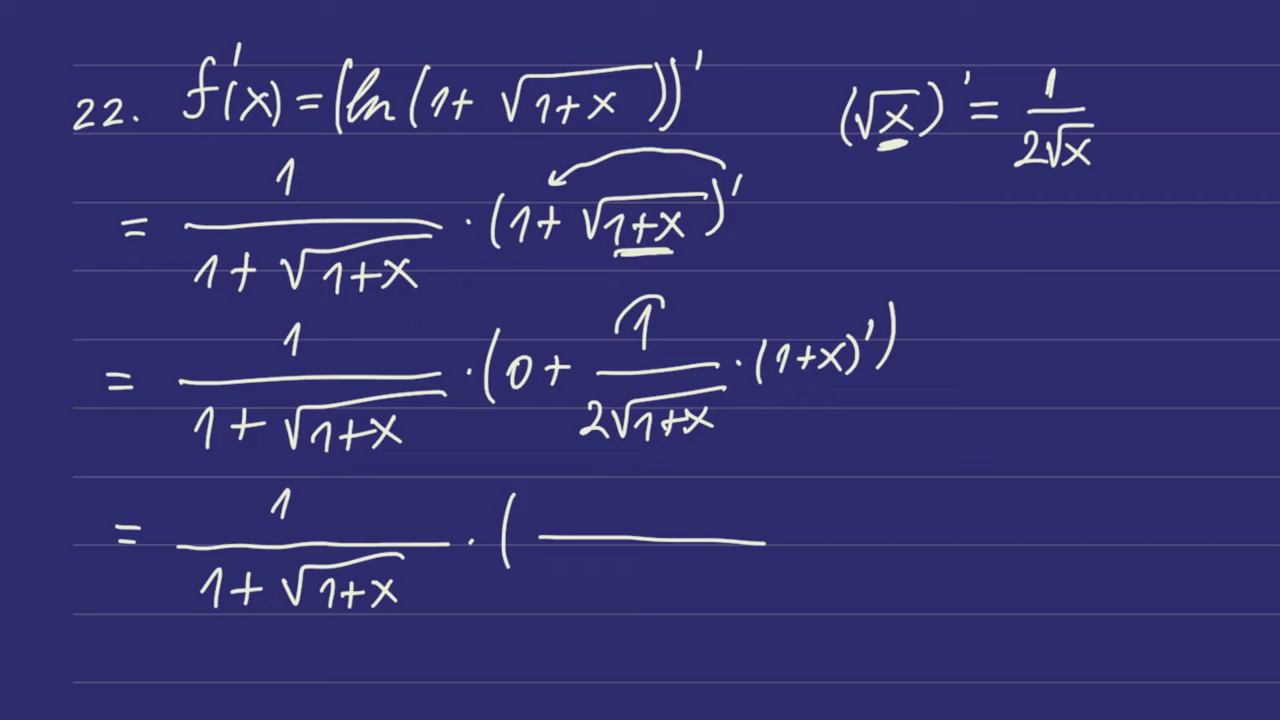 22. f'(x) = (ln(1+√(1+x)))'
(√x)' = 1/(2√x)
= 1/(1+√(1+x)) · (1+√(1+x))'
= 1/(1+√(1+x)) · (0 + 1/(2√(1+x)) · (1+x)')
= 1/(1+√(1+x)) · (